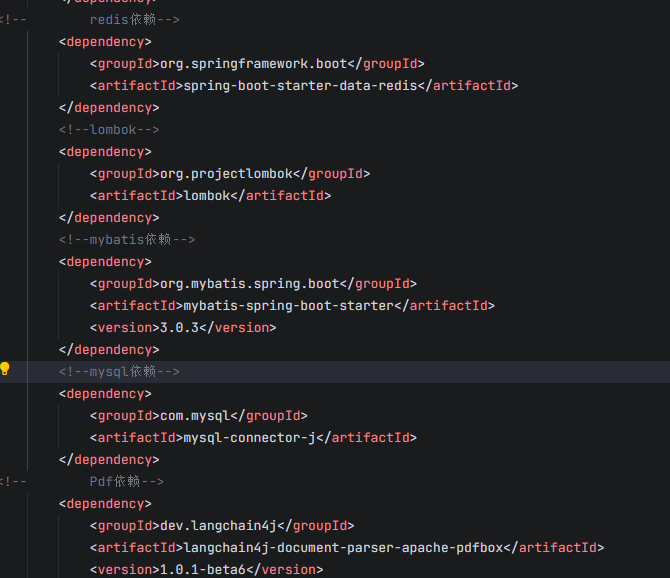 </dependency>
<!--        redis依赖-->
<dependency>
<groupId>org.springframework.boot</groupId>
<artifactId>spring-boot-starter-data-redis</artifactId>
</dependency>
<!--lombok-->
<dependency>
<groupId>org.projectlombok</groupId>
<artifactId>lombok</artifactId>
</dependency>
<!--mybatis依赖-->
<dependency>
<groupId>org.mybatis.spring.boot</groupId>
<artifactId>mybatis-spring-boot-starter</artifactId>
<version>3.0.3</version>
</dependency>
<!--mysql依赖-->
<dependency>
<groupId>com.mysql</groupId>
<artifactId>mysql-connector-j</artifactId>
</dependency>
<!--        Pdf依赖-->
<dependency>
<groupId>dev.langchain4j</groupId>
<artifactId>langchain4j-document-parser-apache-pdfbox</artifactId>
<version>1.0.1-beta6</version>